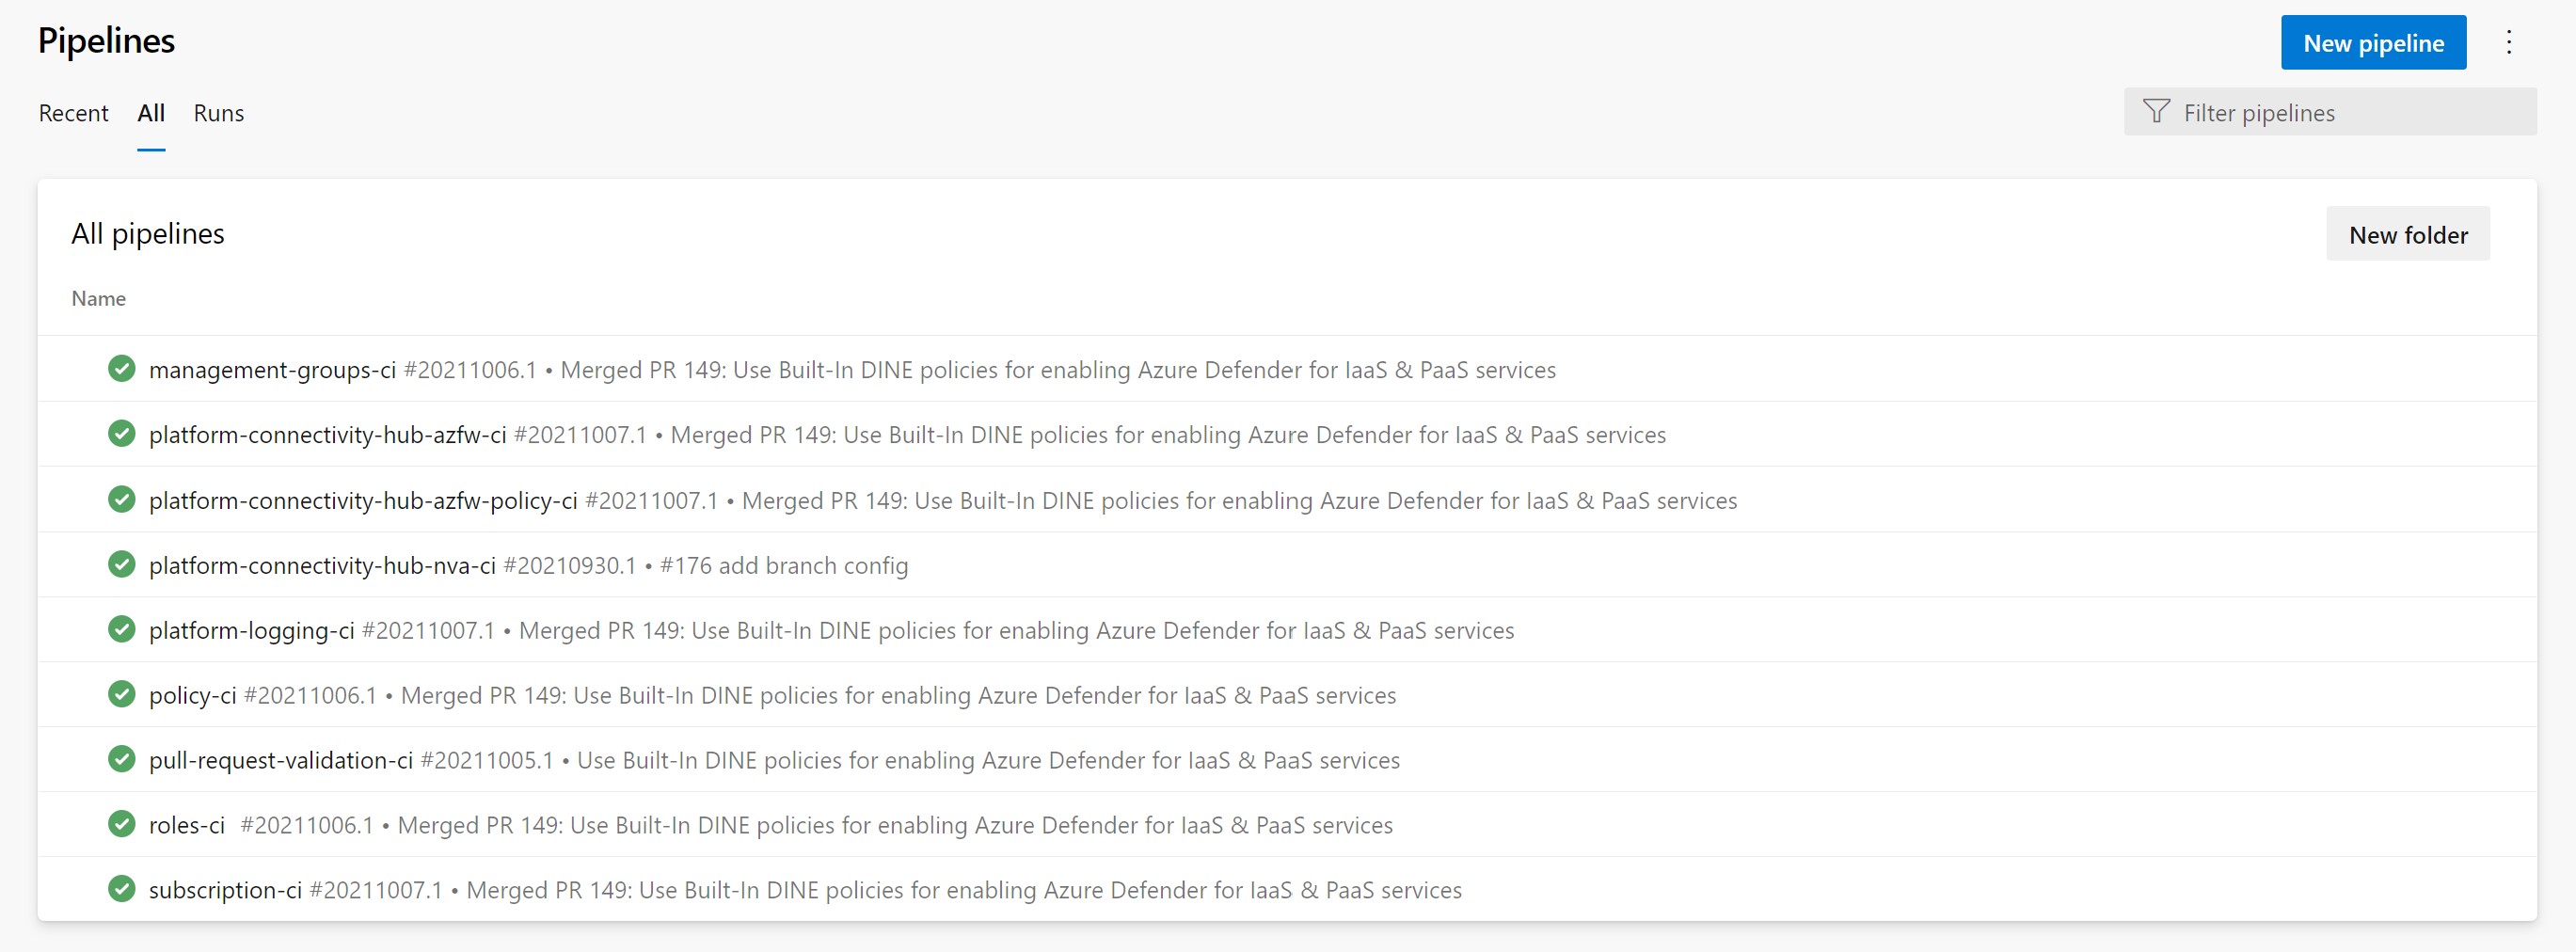 Pipelines
New pipeline
Recent All Runs
Filter pipelines
All pipelines
New folder
Name
management-groups-ci #20211006.1 • Merged PR 149: Use Built-In DINE policies for enabling Azure Defender for IaaS & PaaS services
platform-connectivity-hub-azfw-ci #20211007.1 • Merged PR 149: Use Built-In DINE policies for enabling Azure Defender for IaaS & PaaS services
platform-connectivity-hub-azfw-policy-ci #20211007.1 • Merged PR 149: Use Built-In DINE policies for enabling Azure Defender for IaaS & PaaS services
platform-connectivity-hub-nva-ci #20210930.1 • #176 add branch config
platform-logging-ci #20211007.1 • Merged PR 149: Use Built-In DINE policies for enabling Azure Defender for IaaS & PaaS services
policy-ci #20211006.1 • Merged PR 149: Use Built-In DINE policies for enabling Azure Defender for IaaS & PaaS services
pull-request-validation-ci #20211005.1 • Use Built-In DINE policies for enabling Azure Defender for IaaS & PaaS services
roles-ci #20211006.1 • Merged PR 149: Use Built-In DINE policies for enabling Azure Defender for IaaS & PaaS services
subscription-ci #20211007.1 • Merged PR 149: Use Built-In DINE policies for enabling Azure Defender for IaaS & PaaS services